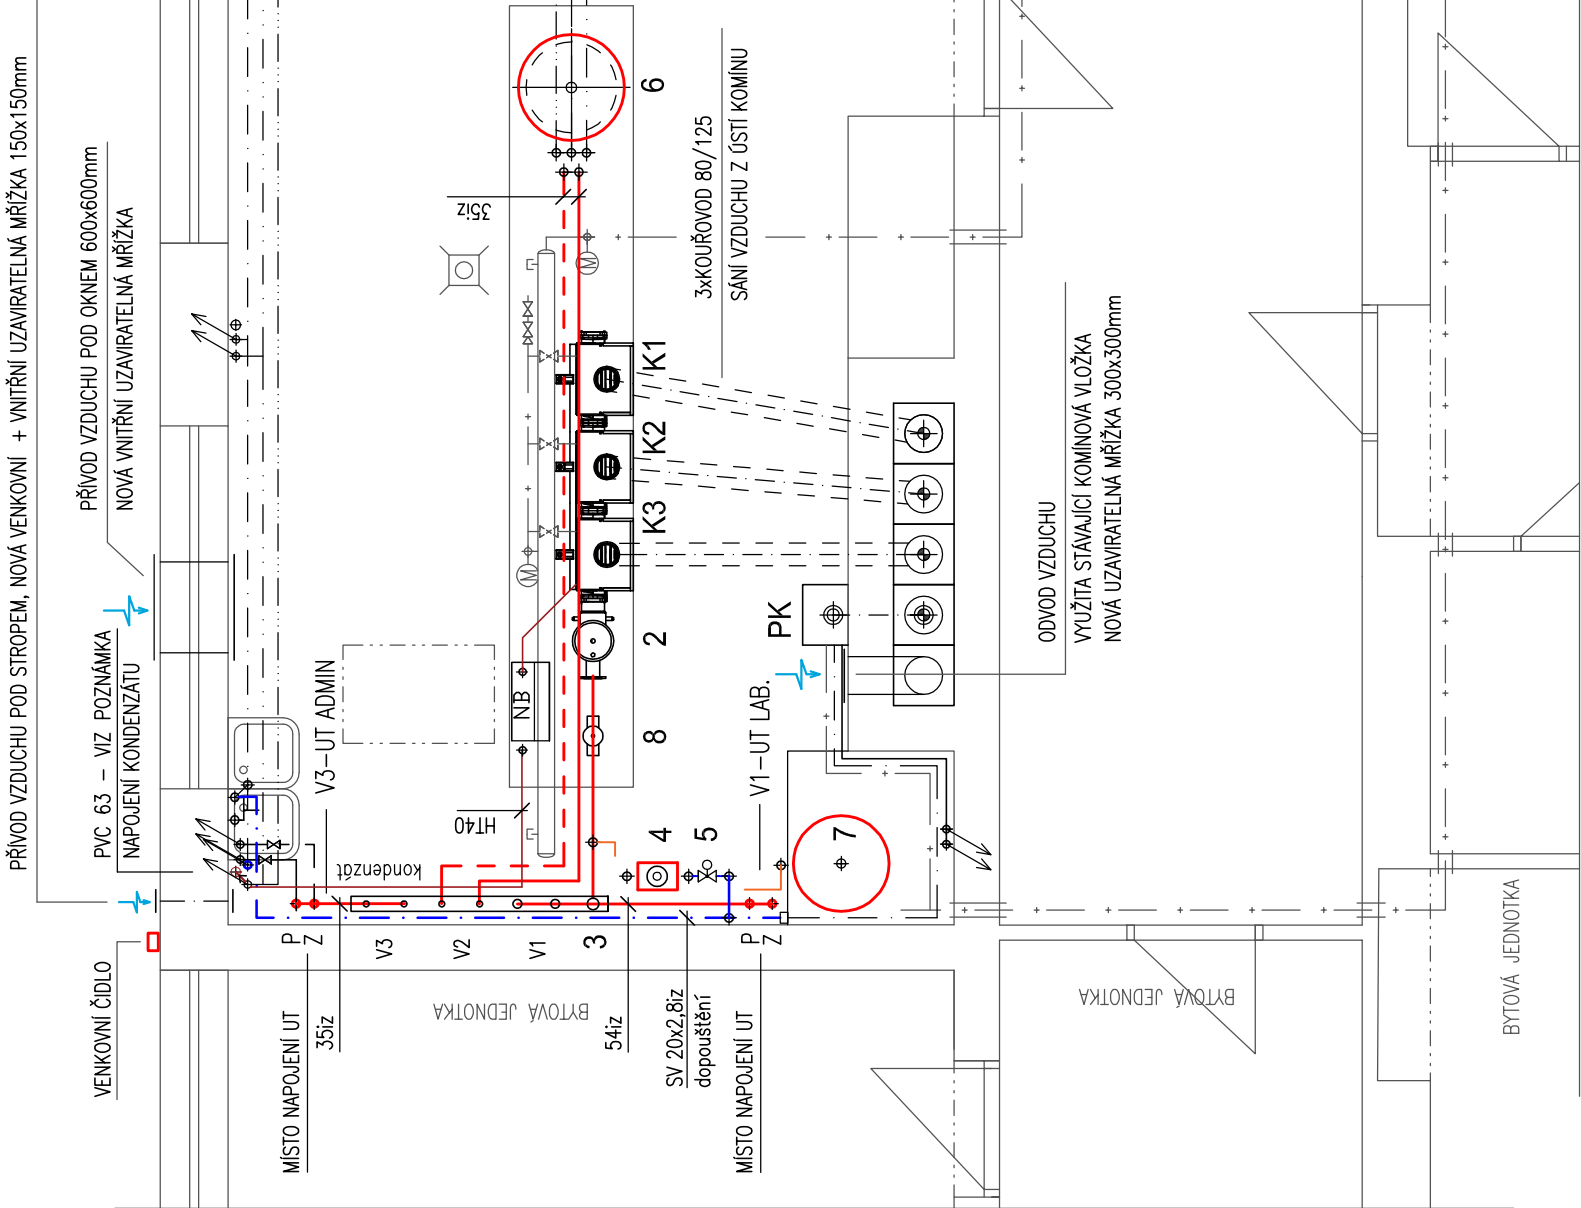 PŘÍVOD VZDUCHU POD STROPEM, NOVÁ VENKOVNÍ + VNITŘNÍ UZAVIRATELNÁ MŘÍŽKA 150x150mm
PŘÍVOD VZDUCHU POD OKNEM 600x600mm
NOVÁ VNITŘNÍ UZAVIRATELNÁ MŘÍŽKA
PVC 63 – VIZ POZNÁMKA
NAPOJENÍ KONDENZÁTU
VENKOVNÍ ČIDLO
V3–UT ADMIN
MÍSTO NAPOJENÍ UT
35iz
P
Z
kondenzát
V3
V2
V1
3
HT40
NB
35iz
M
M
6
K1
K2
K3
2
8
4
5
7
PK
3xKOUŘOVOD 80/125
SÁNÍ VZDUCHU Z ÚSTÍ KOMÍNU
V1–UT LAB.
54iz
SV 20x2,8iz
dopouštění
P
Z
MÍSTO NAPOJENÍ UT
ODVOD VZDUCHU
VYUŽITA STÁVAJÍCÍ KOMÍNOVÁ VLOŽKA
NOVÁ UZAVIRATELNÁ MŘÍŽKA 300x300mm
BYTOVÁ JEDNOTKA
BYTOVÁ JEDNOTKA
BYTOVÁ JEDNOTKA